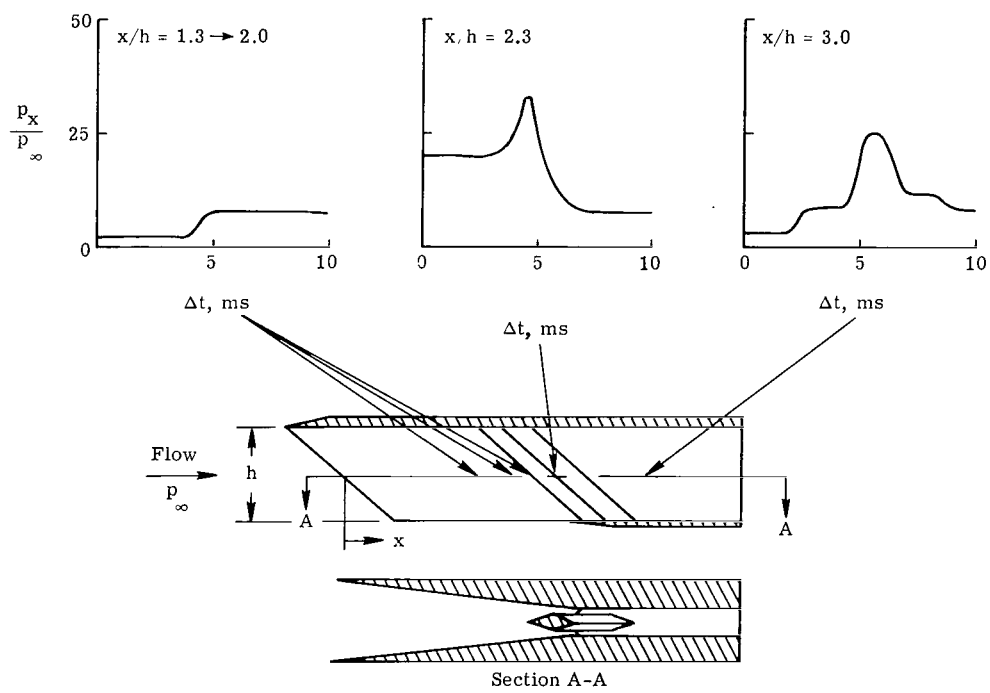 50
25
0
p_x
p_∞
x/h = 1.3 → 2.0
x/h = 2.3
x/h = 3.0
0 5 10
0 5 10
0 5 10
Δt, ms
Δt, ms
Δt, ms
Flow
p_∞
h
A
A
x
Section A-A